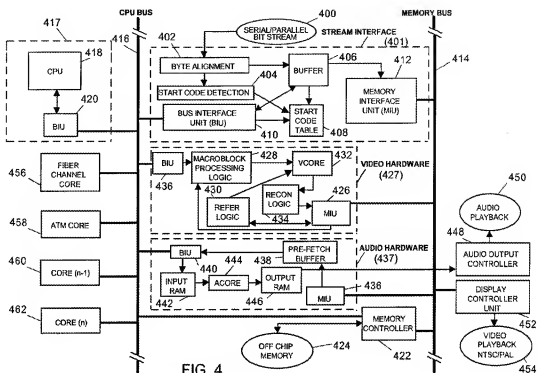 CPU BUS
MEMORY BUS
400
SERIAL/PARALLEL
BIT STREAM
STREAM INTERFACE
(401)
417
416
402
418
CPU
BYTE ALIGNMENT
BUFFER
406
412
404
START CODE DETECTION
MEMORY
INTERFACE
UNIT (MIU)
414
420
BIU
BUS INTERFACE
UNIT (BIU)
410
START
CODE
TABLE
408
456
FIBER
CHANNEL
CORE
BIU
436
MACROBLOCK
PROCESSING
LOGIC
428
VCORE
432
VIDEO HARDWARE
(427)
430
REFER
LOGIC
RECON
LOGIC
434
426
MIU
450
AUDIO
PLAYBACK
458
ATM CORE
448
AUDIO OUTPUT
CONTROLLER
460
CORE (n-1)
BIU
440
438
PRE-FETCH
BUFFER
AUDIO HARDWARE
(437)
444
INPUT
RAM
442
ACORE
OUTPUT
RAM
446
436
MIU
DISPLAY
CONTROLLER
UNIT
452
462
CORE (n)
OFF CHIP
MEMORY
424
MEMORY
CONTROLLER
422
VIDEO
PLAYBACK
NTSC/PAL
454
FIG. 4